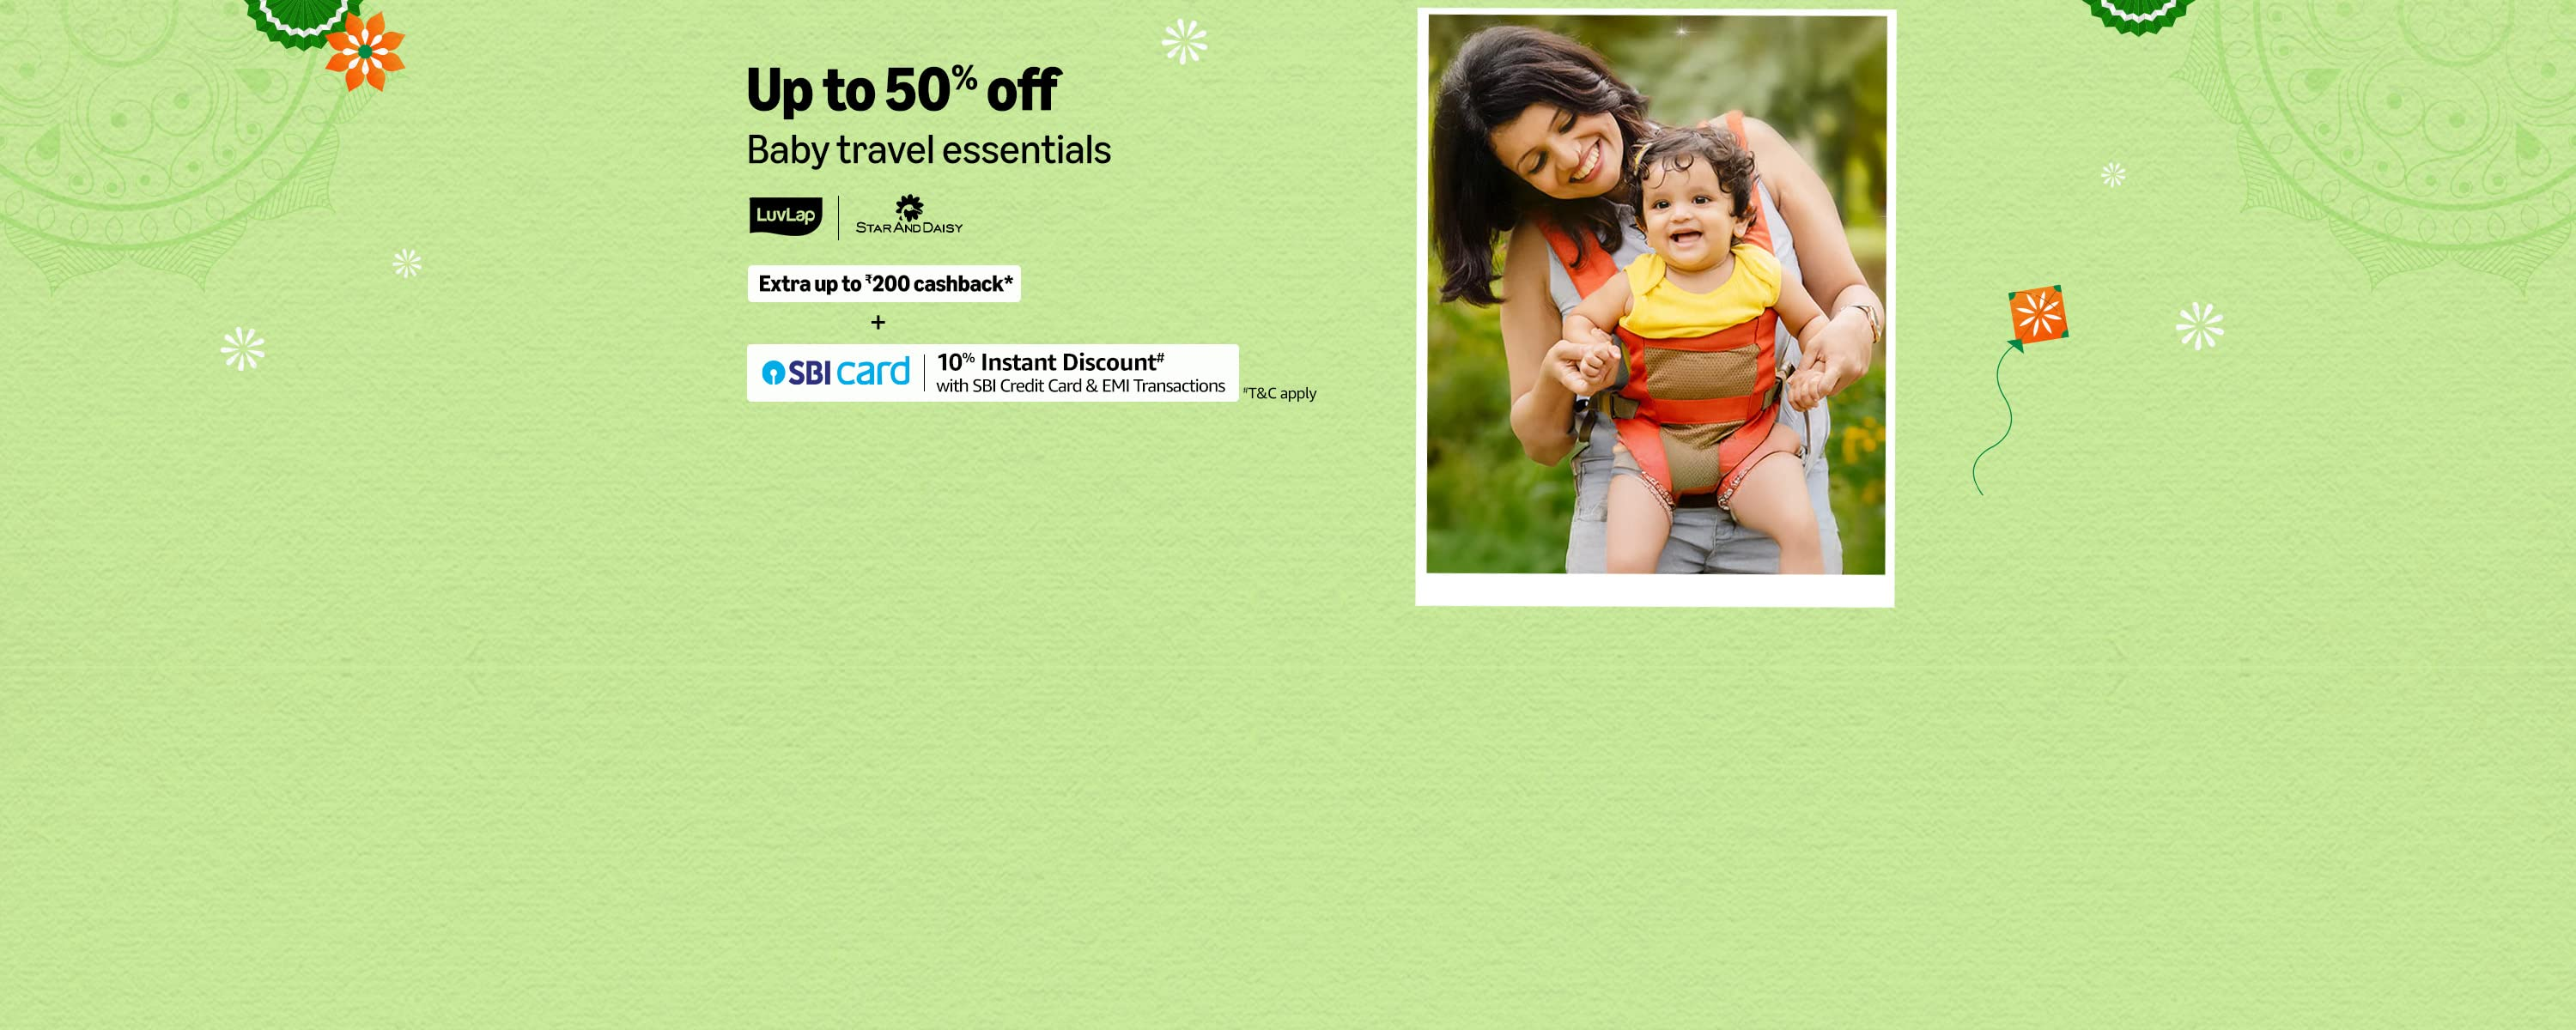 Up to 50% off
Baby travel essentials
LuvLap
STAR AND DAISY
Extra up to ₹200 cashback*
+
SBI card
10% Instant Discount#
with SBI Credit Card & EMI Transactions
#T&C apply